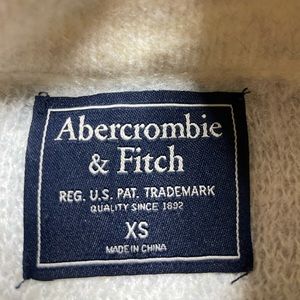 Abercrombie
& Fitch
REG. U.S. PAT. TRADEMARK
QUALITY SINCE 1892
XS
MADE IN CHINA